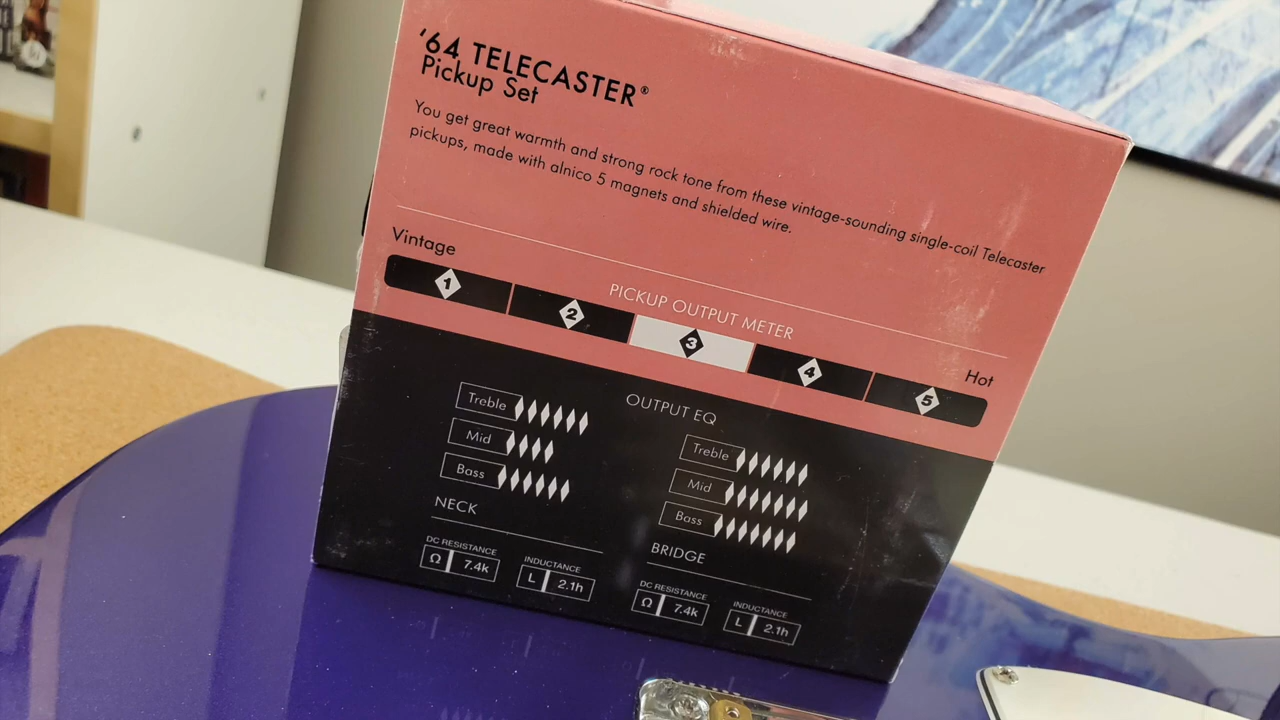 '64 TELECASTER®
Pickup Set
You get great warmth and strong rock tone from these vintage-sounding single-coil Telecaster
pickups, made with alnico 5 magnets and shielded wire.
Vintage
PICKUP OUTPUT METER
1 2 3 4 5
Hot
OUTPUT EQ
Treble
Mid
Bass
NECK
DC RESISTANCE
Ω 7.4k
INDUCTANCE
L 2.1h
Treble
Mid
Bass
BRIDGE
DC RESISTANCE
Ω 7.4k
INDUCTANCE
L 2.1h